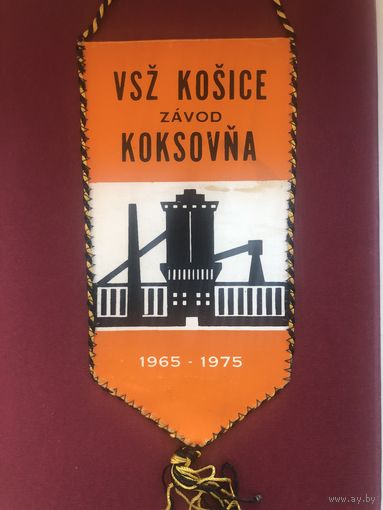 VSŽ KOŠICE
ZÁVOD
KOKSOVŇA
1965 - 1975
www.ay.by